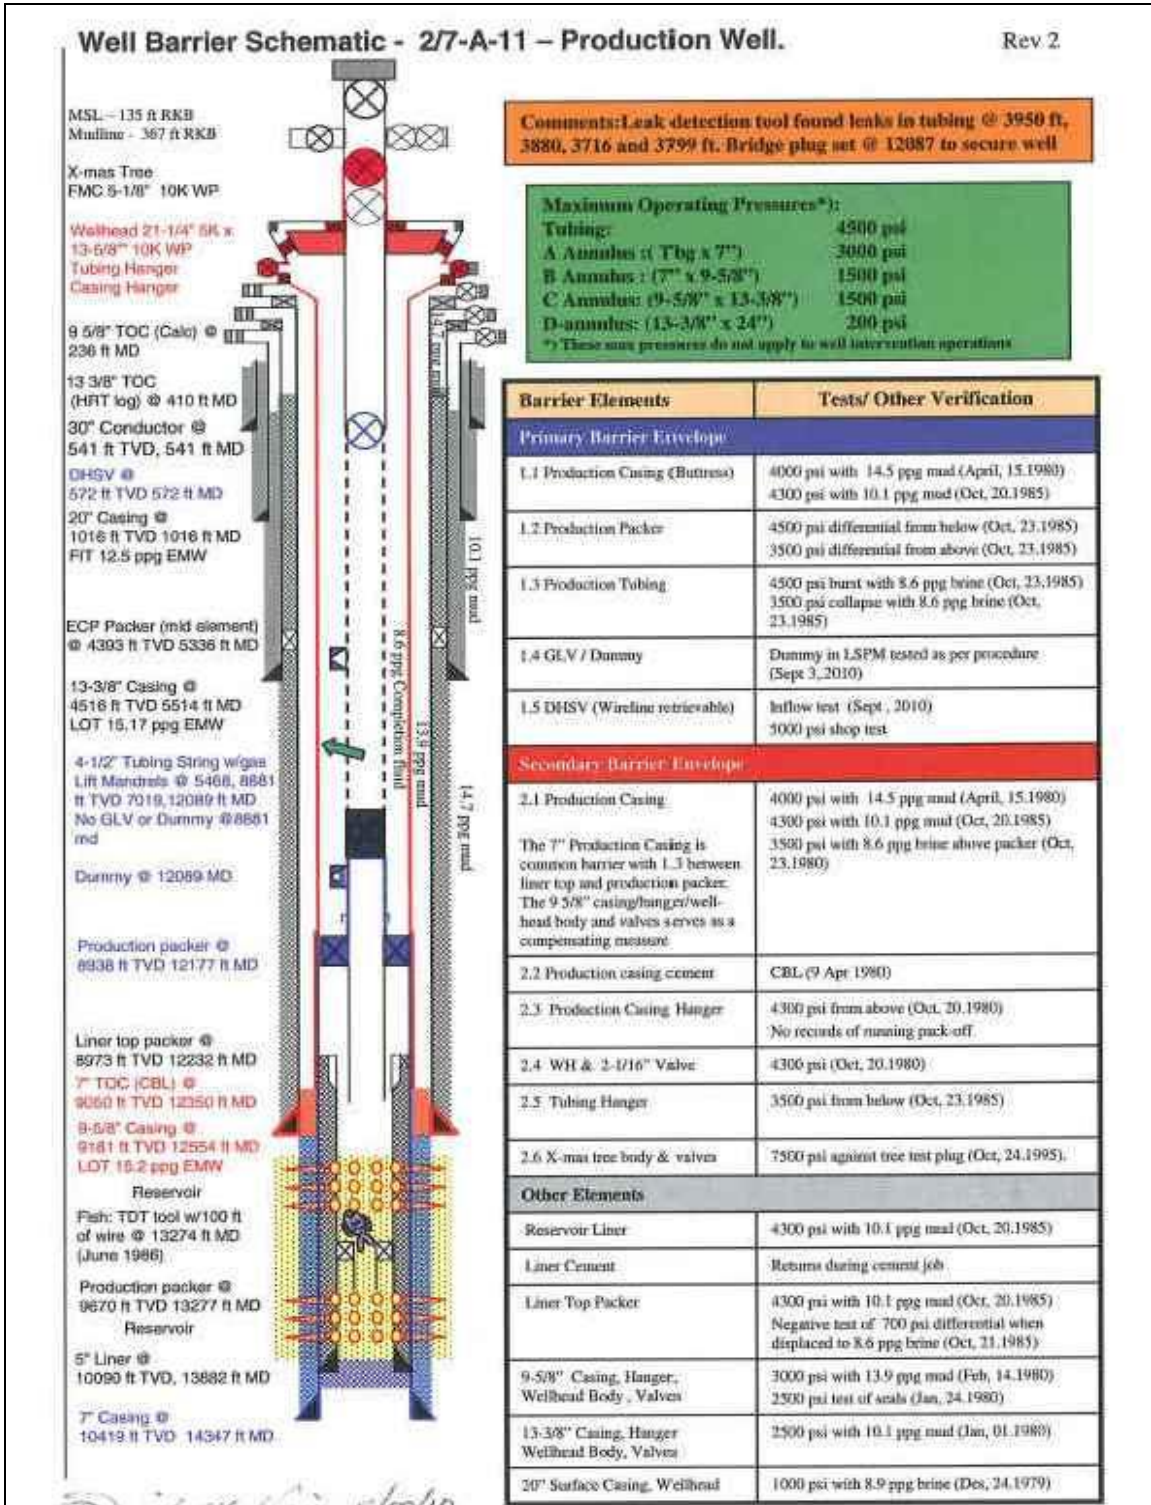 Well Barrier Schematic - 2/7-A-11 – Production Well.
Rev 2
MSL – 135 ft RKB
Mudline - 367 ft RKB
X-mas Tree
FMC 5-1/8" 10K WP
Wellhead 21-1/4" 5K x
13-5/8"" 10K WP
Tubing Hanger
Casing Hanger
9 5/8" TOC (Calc) @
236 ft MD
13 3/8" TOC
(HRT log) @ 410 ft MD
30" Conductor @
541 ft TVD, 541 ft MD
DHSV @
572 ft TVD 572 ft MD
20" Casing @
1016 ft TVD 1016 ft MD
FIT 12.5 ppg EMW
ECP Packer (mid element)
@ 4393 ft TVD 5336 ft MD
13-3/8" Casing @
4516 ft TVD 5514 ft MD
LOT 15,17 ppg EMW
4-1/2" Tubing String w/gas
Lift Mandrels @ 5468, 8881
ft TVD 7019,12089 ft MD
No GLV or Dummy @8881
md
Dummy @ 12089 MD
Production packer @
8938 ft TVD 12177 ft MD
Liner top packer @
8973 ft TVD 12232 ft MD
7" TOC (CBL) @
9050 ft TVD 12350 ft MD
9-5/8" Casing @
9181 ft TVD 12554 ft MD
LOT 15.2 ppg EMW
Reservoir
Fish: TDT tool w/100 ft
of wire @ 13274 ft MD
(June 1986)
Production packer @
9670 ft TVD 13277 ft MD
Reservoir
5" Liner @
10090 ft TVD, 13882 ft MD
7" Casing @
10419 ft TVD 14347 ft MD
14.7 ppg mud
10.1 ppg mud
8.6 ppg Completion fluid
13.9 ppg mud
14.7 ppg mud
Comments:Leak detection tool found leaks in tubing @ 3950 ft,
3880, 3716 and 3799 ft. Bridge plug set @ 12087 to secure well
Maximum Operating Pressures*):
Tubing: 4500 psi
A Annulus :( Tbg x 7") 3000 psi
B Annulus : (7" x 9-5/8") 1500 psi
C Annulus: (9-5/8" x 13-3/8") 1500 psi
D-annulus: (13-3/8" x 24") 200 psi
*) These max pressures do not apply to well intervention operations
Barrier Elements Tests/ Other Verification
Primary Barrier Envelope
1.1 Production Casing (Buttress) 4000 psi with 14.5 ppg mud (April, 15.1980)
4300 psi with 10.1 ppg mud (Oct, 20.1985)
1.2 Production Packer 4500 psi differential from below (Oct, 23.1985)
3500 psi differential from above (Oct, 23.1985)
1.3 Production Tubing 4500 psi burst with 8.6 ppg brine (Oct, 23.1985)
3500 psi collapse with 8.6 ppg brine (Oct,
23.1985)
1.4 GLV / Dummy Dummy in LSPM tested as per procedure
(Sept 3, 2010)
1.5 DHSV (Wireline retrievable) Inflow test (Sept , 2010)
5000 psi shop test
Secondary Barrier Envelope
2.1 Production Casing 4000 psi with 14.5 ppg mud (April, 15.1980)
4300 psi with 10.1 ppg mud (Oct, 20.1985)
The 7" Production Casing is 3500 psi with 8.6 ppg brine above packer (Oct,
common barrier with 1.3 between 23.1980)
liner top and production packer.
The 9 5/8" casing/hanger/well-
head body and valves serves as a
compensating measure
2.2 Production casing cement CBL (9 Apr 1980)
2.3 Production Casing Hanger 4300 psi from above (Oct, 20.1980)
No records of running pack-off
2.4 WH & 2-1/16" Valve 4300 psi (Oct, 20.1980)
2.5 Tubing Hanger 3500 psi from below (Oct, 23.1985)
2.6 X-mas tree body & valves 7500 psi against tree test plug (Oct, 24.1995).
Other Elements
Reservoir Liner 4300 psi with 10.1 ppg mud (Oct, 20.1985)
Liner Cement Returns during cement job
Liner Top Packer 4300 psi with 10.1 ppg mud (Oct, 20.1985)
Negative test of 700 psi differential when
displaced to 8.6 ppg brine (Oct, 21.1985)
9-5/8" Casing, Hanger, 3000 psi with 13.9 ppg mud (Feb, 14.1980)
Wellhead Body , Valves 2500 psi test of seals (Jan, 24.1980)
13-3/8" Casing, Hanger 2500 psi with 10.1 ppg mud (Jan, 01.1980)
Wellhead Body, Valves
20" Surface Casing, Wellhead 1000 psi with 8.9 ppg brine (Des, 24.1979)